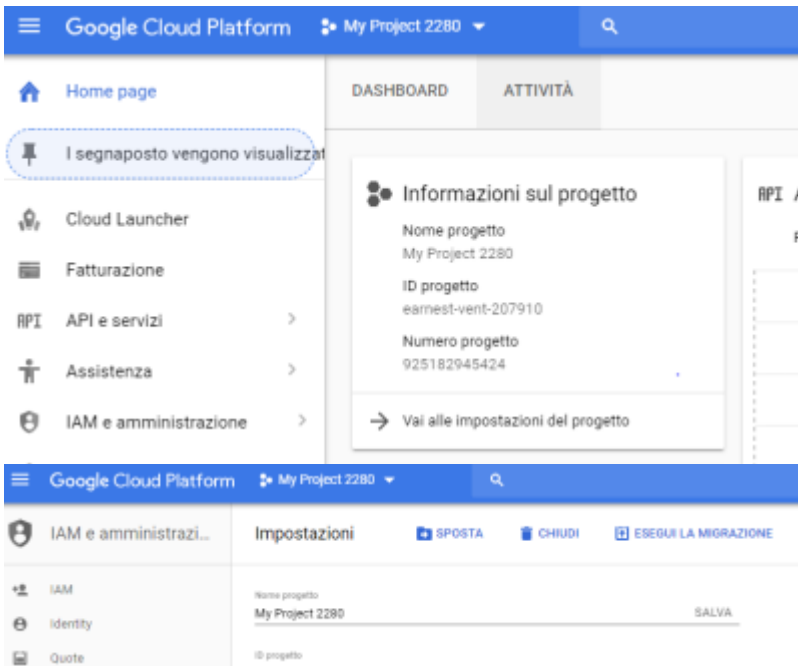 Google Cloud Platform My Project 2280
Home page
DASHBOARD ATTIVITÀ
I segnaposto vengono visualizzat
Informazioni sul progetto
API
Nome progetto
My Project 2280
Cloud Launcher
ID progetto
earnest-vent-207910
Fatturazione
Numero progetto
925182945424
API API e servizi
Assistenza
Vai alle impostazioni del progetto
IAM e amministrazione
Google Cloud Platform My Project 2280
IAM e amministrazi...
Impostazioni SPOSTA CHIUDI ESEGUI LA MIGRAZIONE
IAM
Identity
Quote
Nome progetto
My Project 2280 SALVA
ID progetto